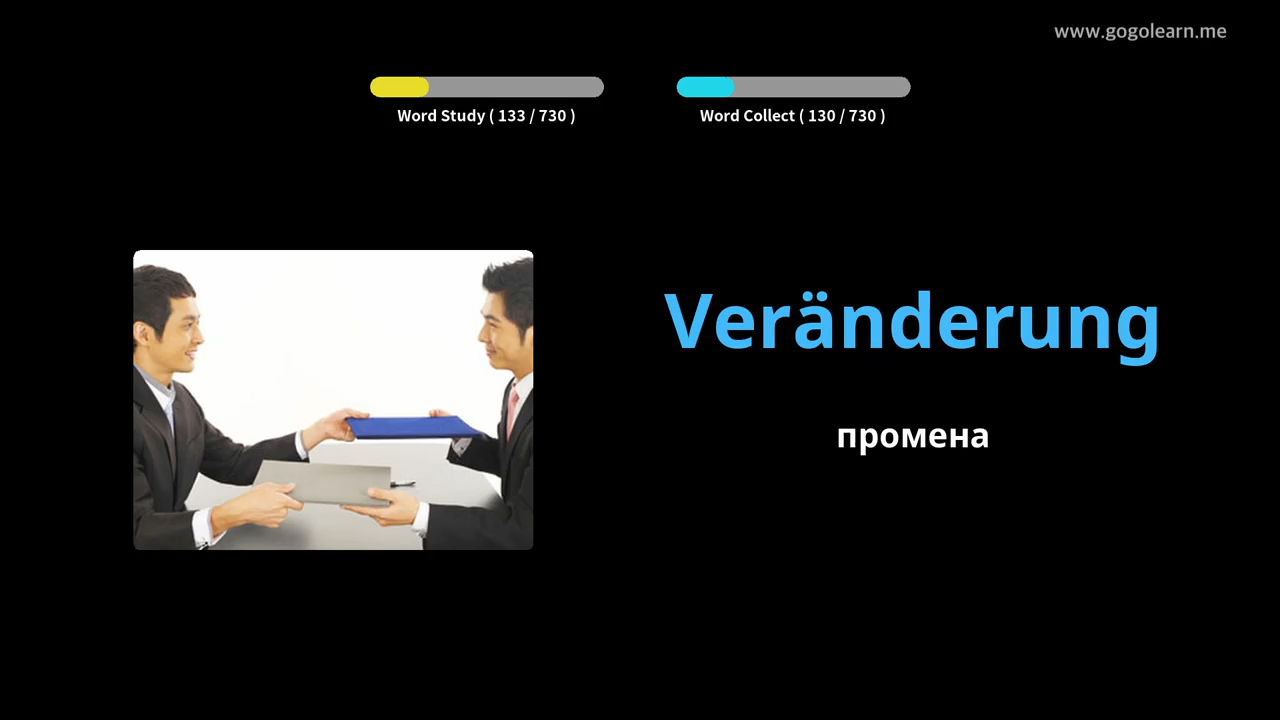 www.gogolearn.me
Word Study ( 133 / 730 )
Word Collect ( 130 / 730 )
Veränderung
промена